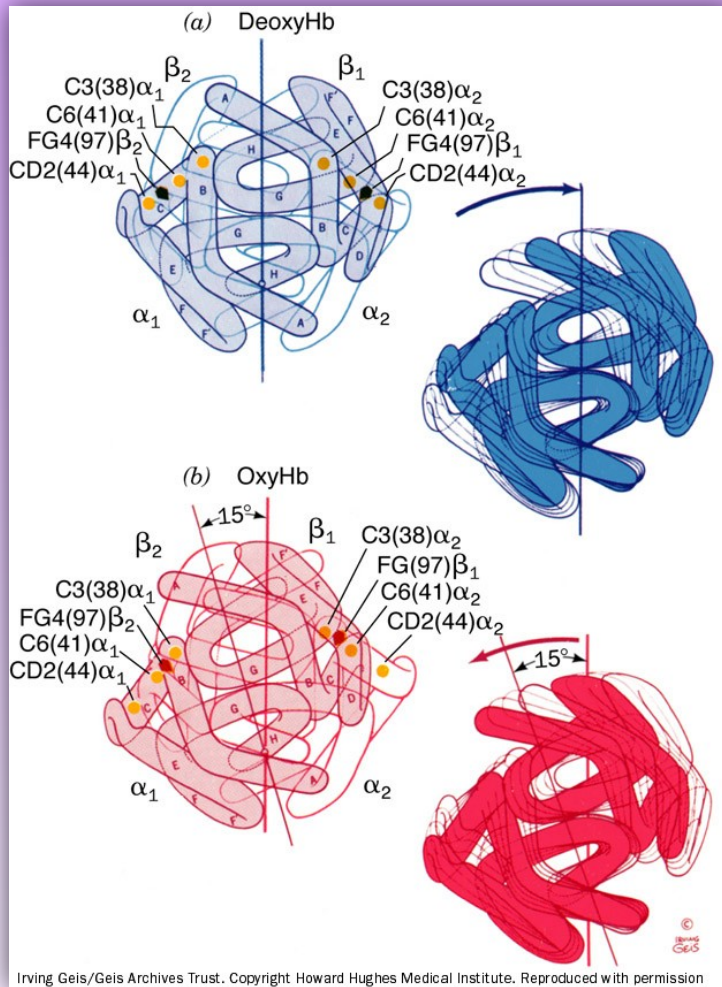 (a) DeoxyHb
β₂
β₁
C3(38)α₁
C6(41)α₁
FG4(97)β₂
CD2(44)α₁
C3(38)α₂
C6(41)α₂
FG4(97)β₁
CD2(44)α₂
A
F'
F
E
H
G
B
C
B
C
D
G
E
H
F
F'
A
α₁
α₂
(b) OxyHb
15°
β₂
β₁
C3(38)α₁
FG4(97)β₂
C6(41)α₁
CD2(44)α₁
C3(38)α₂
FG(97)β₁
C6(41)α₂
CD2(44)α₂
F'
F
A
E
G
B
C
B
C
D
G
H
E
F
F'
A
α₁
α₂
15°
©
IRVING
GEIS
Irving Geis/Geis Archives Trust. Copyright Howard Hughes Medical Institute. Reproduced with permission